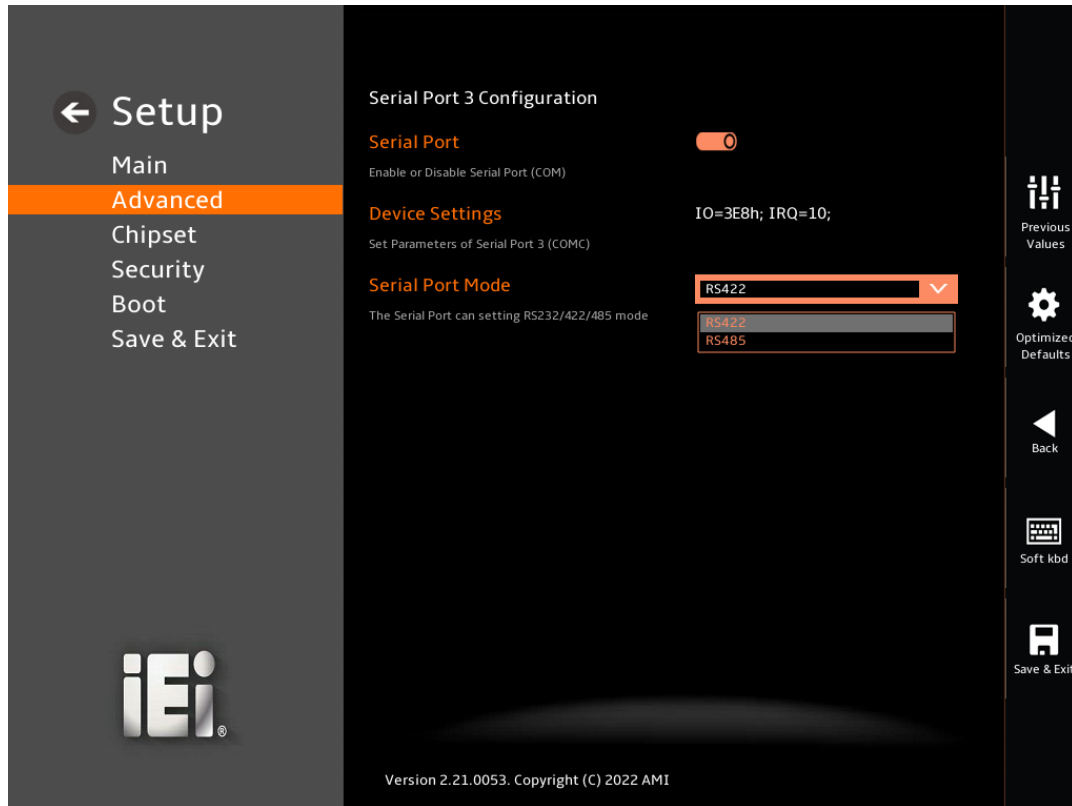 Setup
Main
Advanced
Chipset
Security
Boot
Save & Exit
Serial Port 3 Configuration
Serial Port
Enable or Disable Serial Port (COM)
Device Settings
IO=3E8h; IRQ=10;
Set Parameters of Serial Port 3 (COMC)
Serial Port Mode
RS422
The Serial Port can setting RS232/422/485 mode
RS422
RS485
Previous
Values
Optimized
Defaults
Back
Soft kbd
Save & Exit
iEi®
Version 2.21.0053. Copyright (C) 2022 AMI